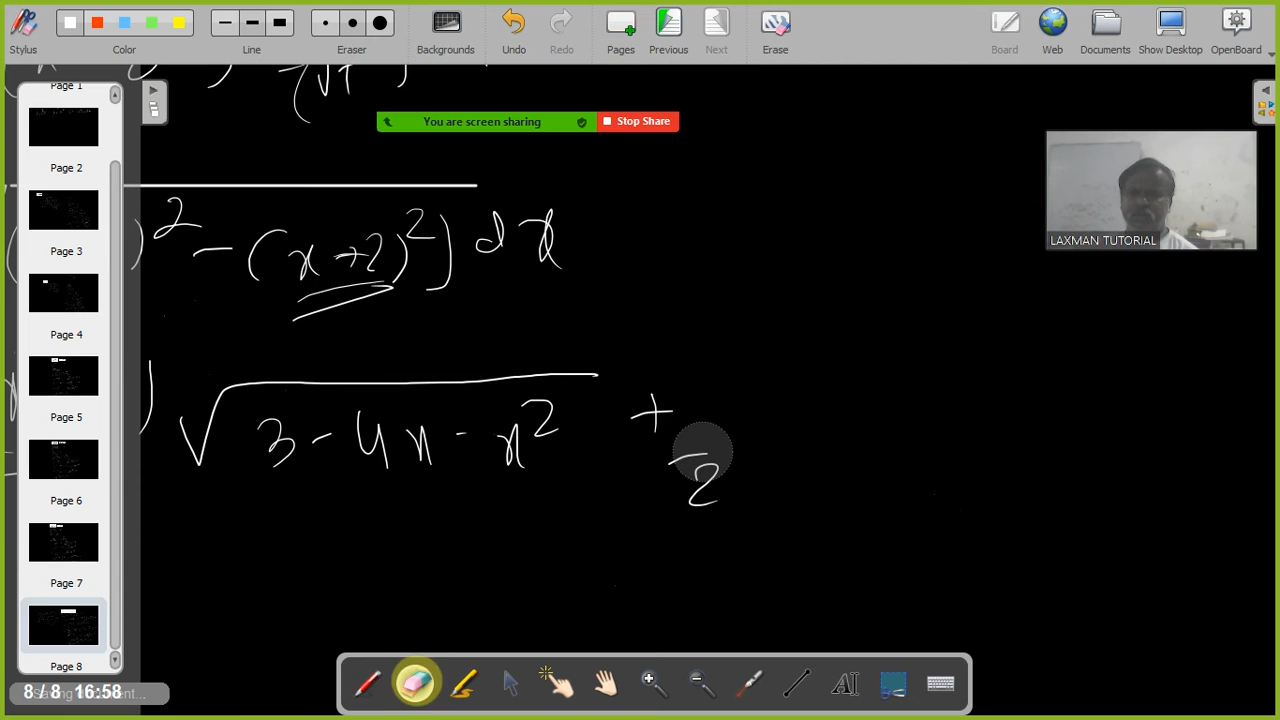 Stylus
Color
Line
Eraser
Backgrounds
Undo
Redo
Pages
Previous
Next
Erase
Board
Web
Documents
Show Desktop
OpenBoard
You are screen sharing
Stop Share
Page 1
Page 2
Page 3
Page 4
Page 5
Page 6
Page 7
Page 8
)² - (x+2)²] dx
√(3 - 4x - x²) + 
2
LAXMAN TUTORIAL
8 / 8 16:58